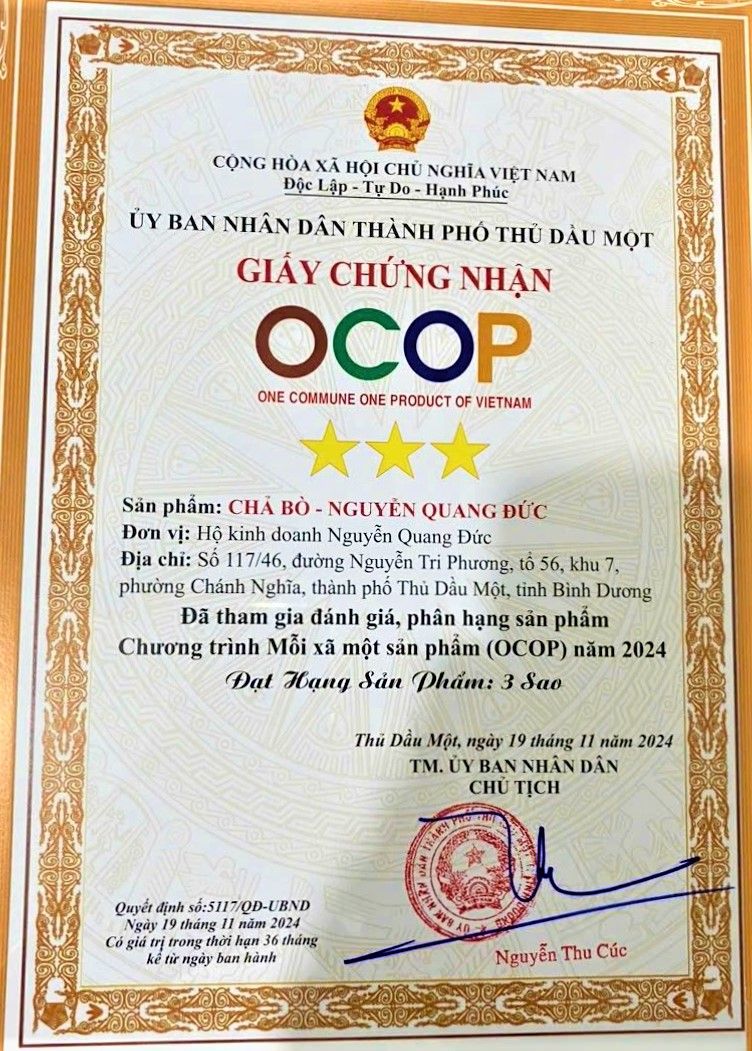 CỘNG HÒA XÃ HỘI CHỦ NGHĨA VIỆT NAM
Độc Lập - Tự Do - Hạnh Phúc
ỦY BAN NHÂN DÂN THÀNH PHỐ THỦ DẦU MỘT
GIẤY CHỨNG NHẬN
OCOP
ONE COMMUNE ONE PRODUCT OF VIETNAM
Sản phẩm: CHẢ BÒ - NGUYỄN QUANG ĐỨC
Đơn vị: Hộ kinh doanh Nguyễn Quang Đức
Địa chỉ: Số 117/46, đường Nguyễn Tri Phương, tổ 56, khu 7,
phường Chánh Nghĩa, thành phố Thủ Dầu Một, tỉnh Bình Dương
Đã tham gia đánh giá, phân hạng sản phẩm
Chương trình Mỗi xã một sản phẩm (OCOP) năm 2024
Đạt Hạng Sản Phẩm: 3 Sao
Thủ Dầu Một, ngày 19 tháng 11 năm 2024
TM. ỦY BAN NHÂN DÂN
CHỦ TỊCH
Nguyễn Thu Cúc
Quyết định số:5117/QĐ-UBND
Ngày 19 tháng 11 năm 2024
Có giá trị trong thời hạn 36 tháng
kể từ ngày ban hành